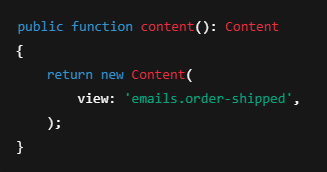 public function content(): Content
{
    return new Content(
        view: 'emails.order-shipped',
    );
}